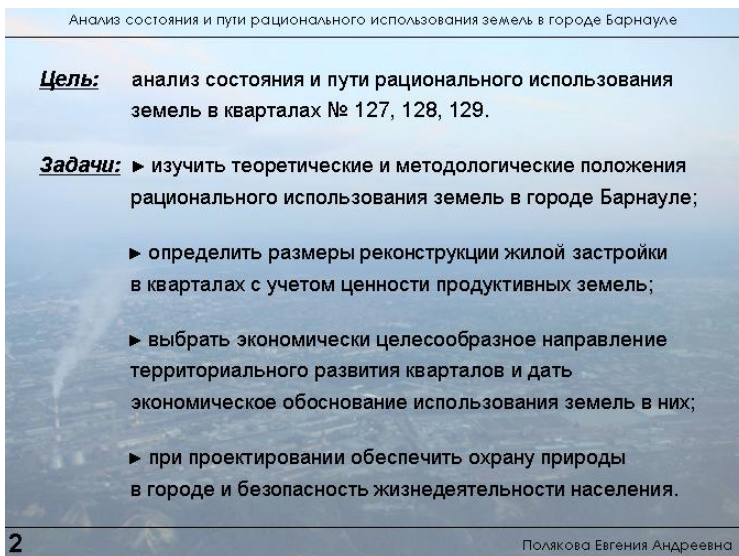 Анализ состояния и пути рационального использования земель в городе Барнауле
Цель: анализ состояния и пути рационального использования
земель в кварталах № 127, 128, 129.
Задачи: ► изучить теоретические и методологические положения
рационального использования земель в городе Барнауле;
► определить размеры реконструкции жилой застройки
в кварталах с учетом ценности продуктивных земель;
► выбрать экономически целесообразное направление
территориального развития кварталов и дать
экономическое обоснование использования земель в них;
► при проектировании обеспечить охрану природы
в городе и безопасность жизнедеятельности населения.
2 Полякова Евгения Андреевна